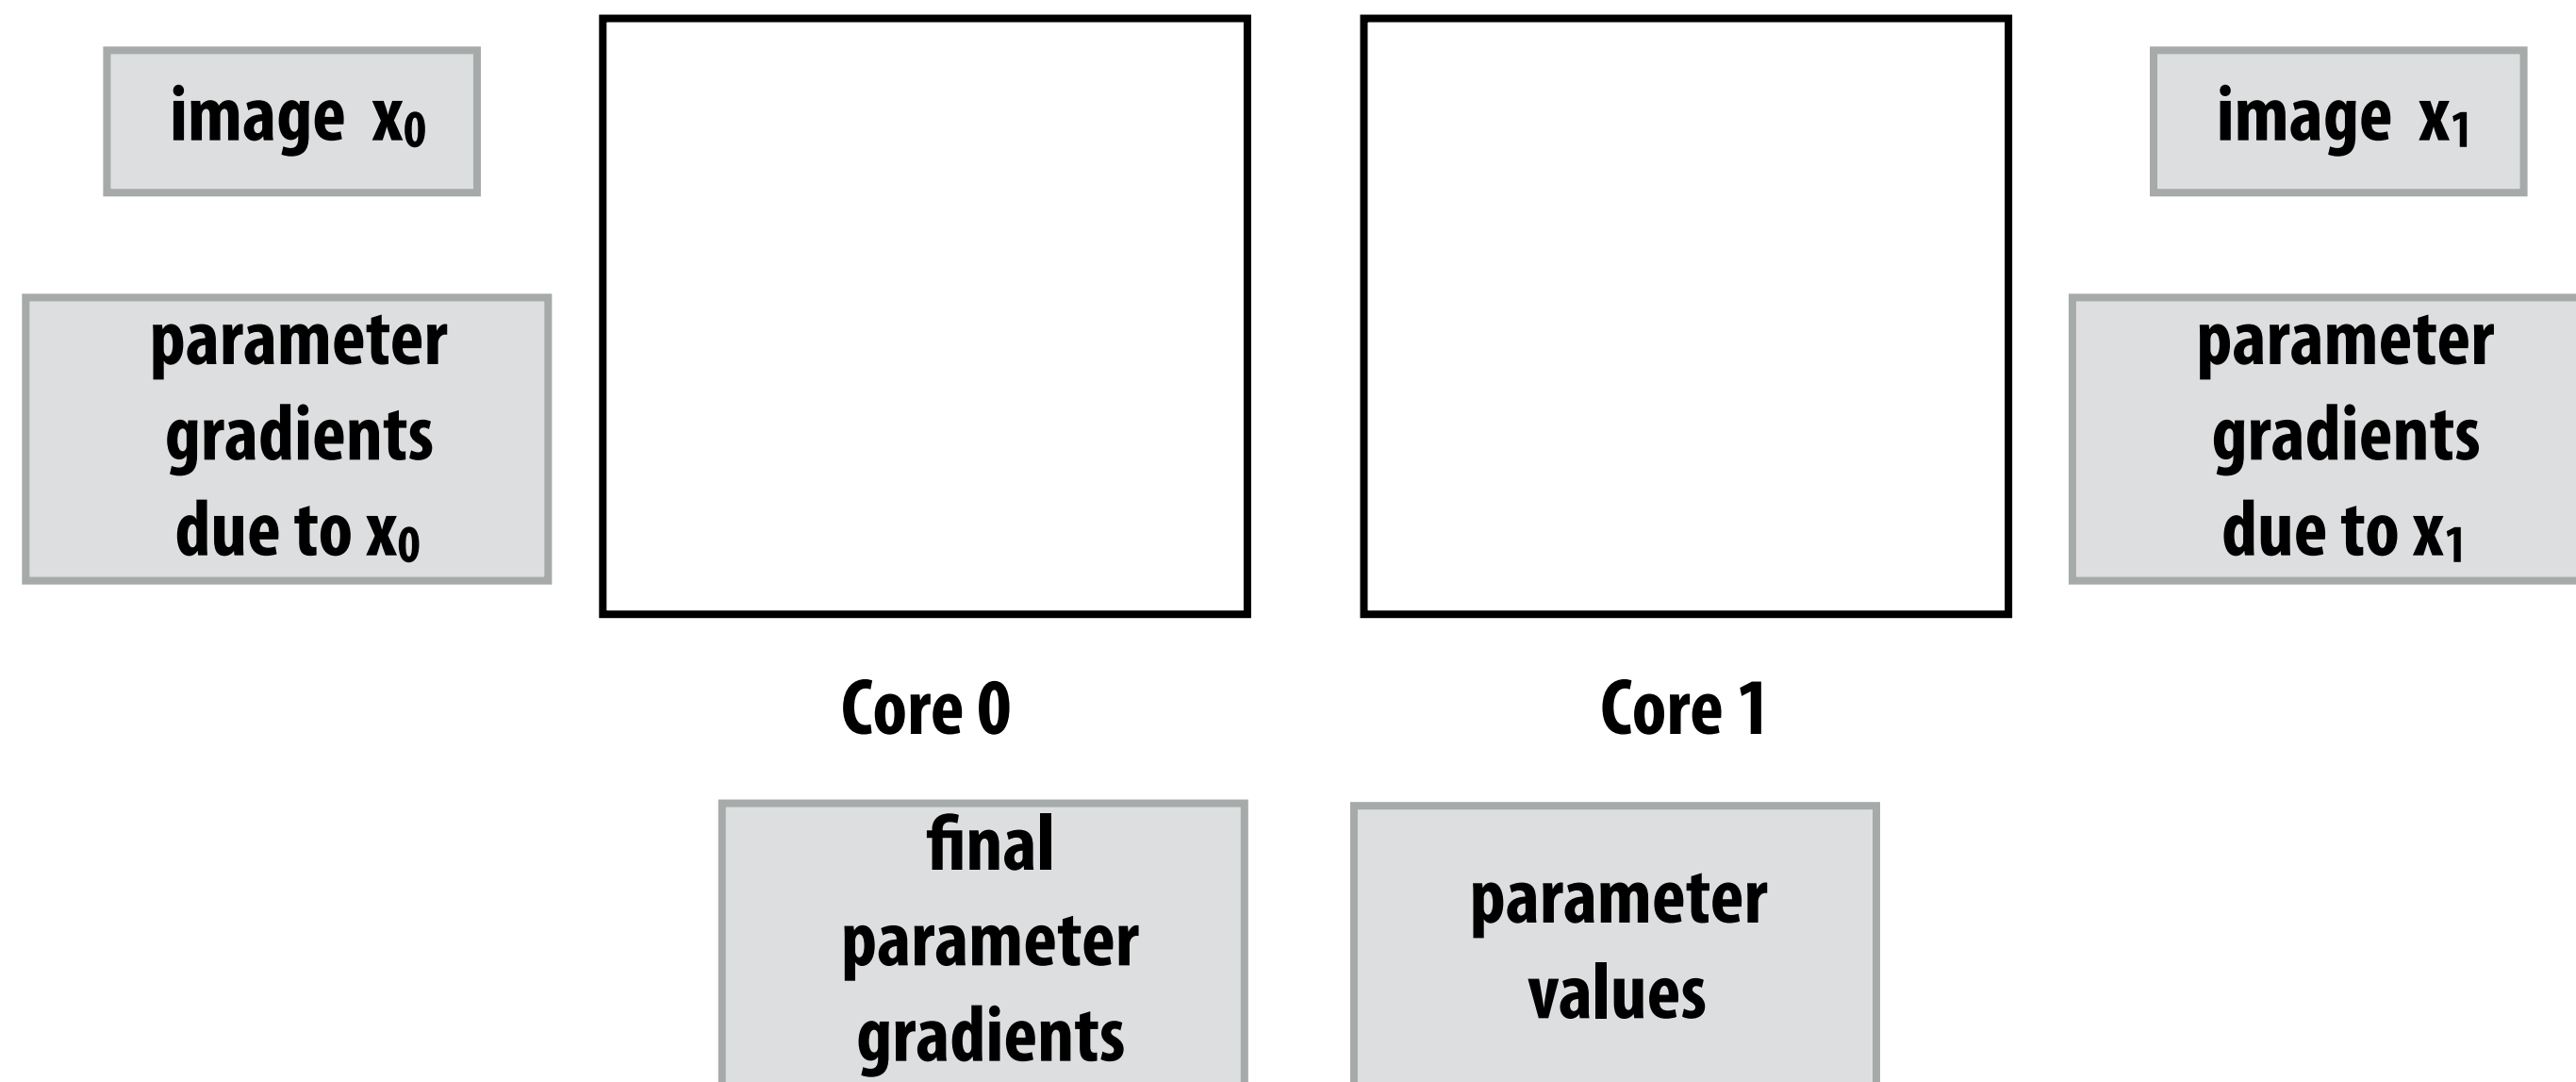 image x₀
parameter
gradients
due to x₀
image x₁
parameter
gradients
due to x₁
Core 0
Core 1
final
parameter
gradients
parameter
values